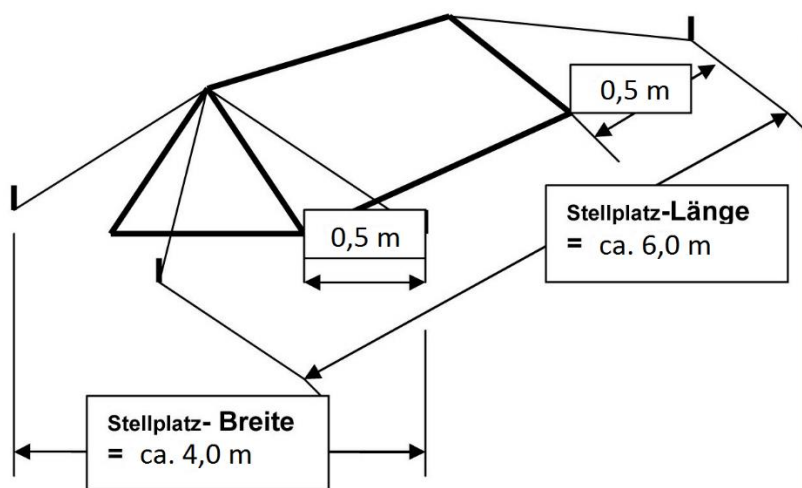 0,5 m
0,5 m
Stellplatz-Länge
= ca. 6,0 m
Stellplatz- Breite
= ca. 4,0 m